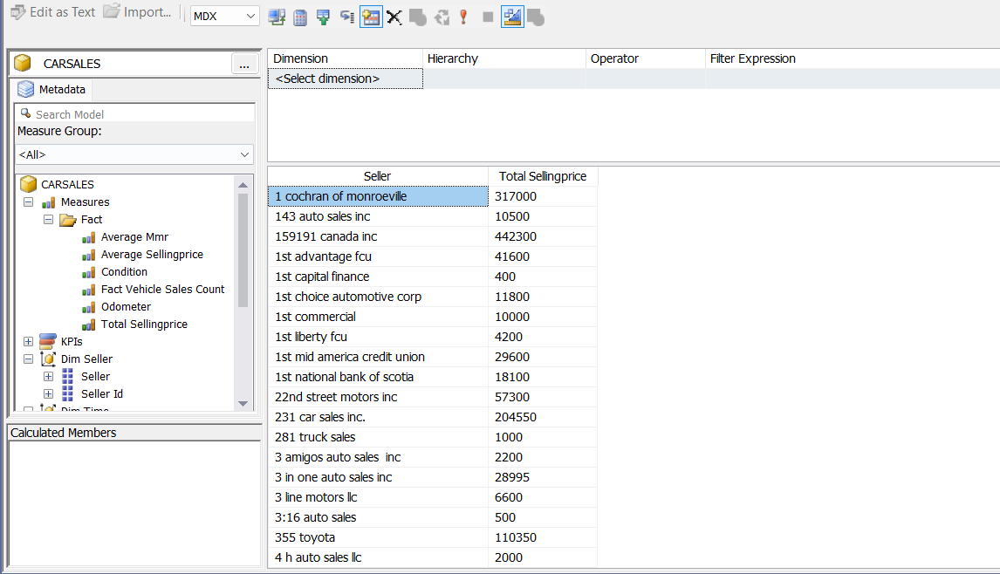 Edit as Text Import... MDX
CARSALES ...
Metadata
Search Model
Measure Group:
<All>
CARSALES
Measures
Fact
Average Mmr
Average Sellingprice
Condition
Fact Vehicle Sales Count
Odometer
Total Sellingprice
KPIs
Dim Seller
Seller
Seller Id
Dim Time
Calculated Members
Dimension Hierarchy Operator Filter Expression
<Select dimension>
Seller Total Sellingprice
1 cochran of monroeville 317000
143 auto sales inc 10500
159191 canada inc 442300
1st advantage fcu 41600
1st capital finance 400
1st choice automotive corp 11800
1st commercial 10000
1st liberty fcu 4200
1st mid america credit union 29600
1st national bank of scotia 18100
22nd street motors inc 57300
231 car sales inc. 204550
281 truck sales 1000
3 amigos auto sales  inc 2200
3 in one auto sales inc 28995
3 line motors llc 6600
3:16 auto sales 500
355 toyota 110350
4 h auto sales llc 2000